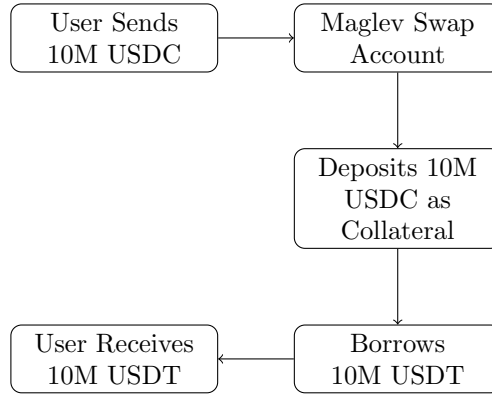 User Sends
10M USDC
Maglev Swap
Account
Deposits 10M
USDC as
Collateral
Borrows
10M USDT
User Receives
10M USDT